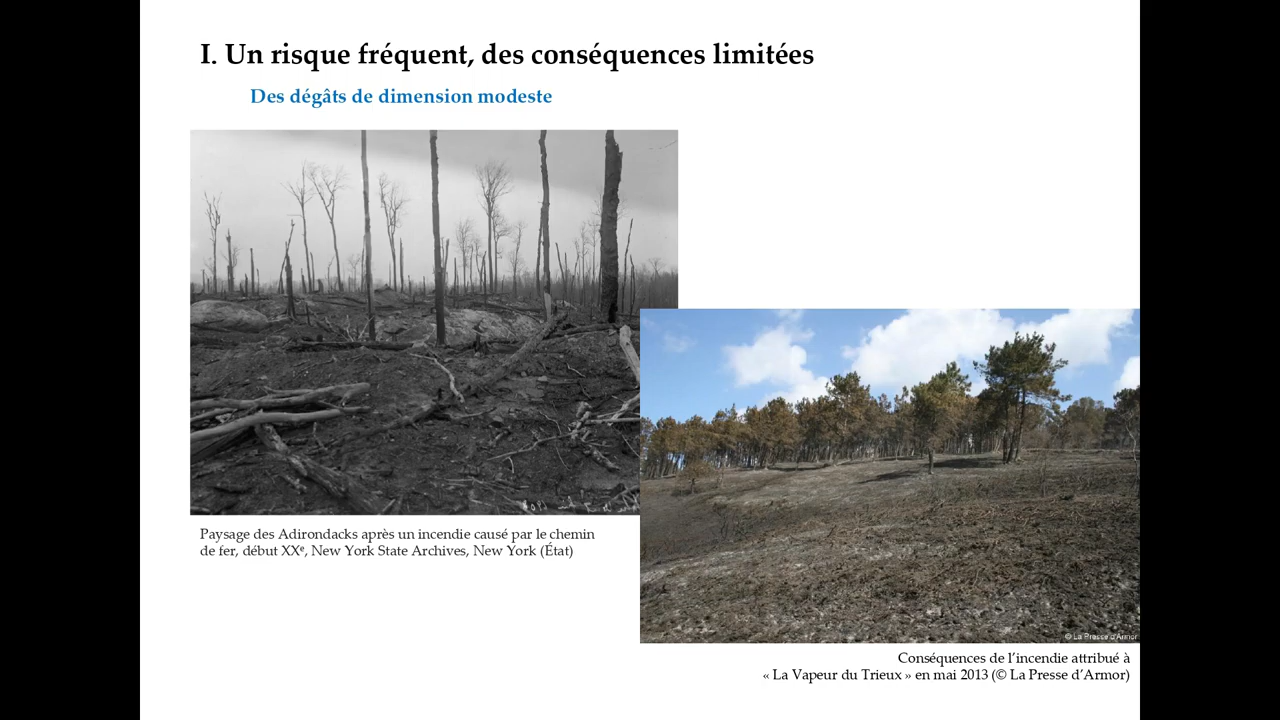 I. Un risque fréquent, des conséquences limitées
Des dégâts de dimension modeste
Paysage des Adirondacks après un incendie causé par le chemin
de fer, début XXᵉ, New York State Archives, New York (État)
© La Presse d'Armor
Conséquences de l’incendie attribué à
« La Vapeur du Trieux » en mai 2013 (© La Presse d’Armor)